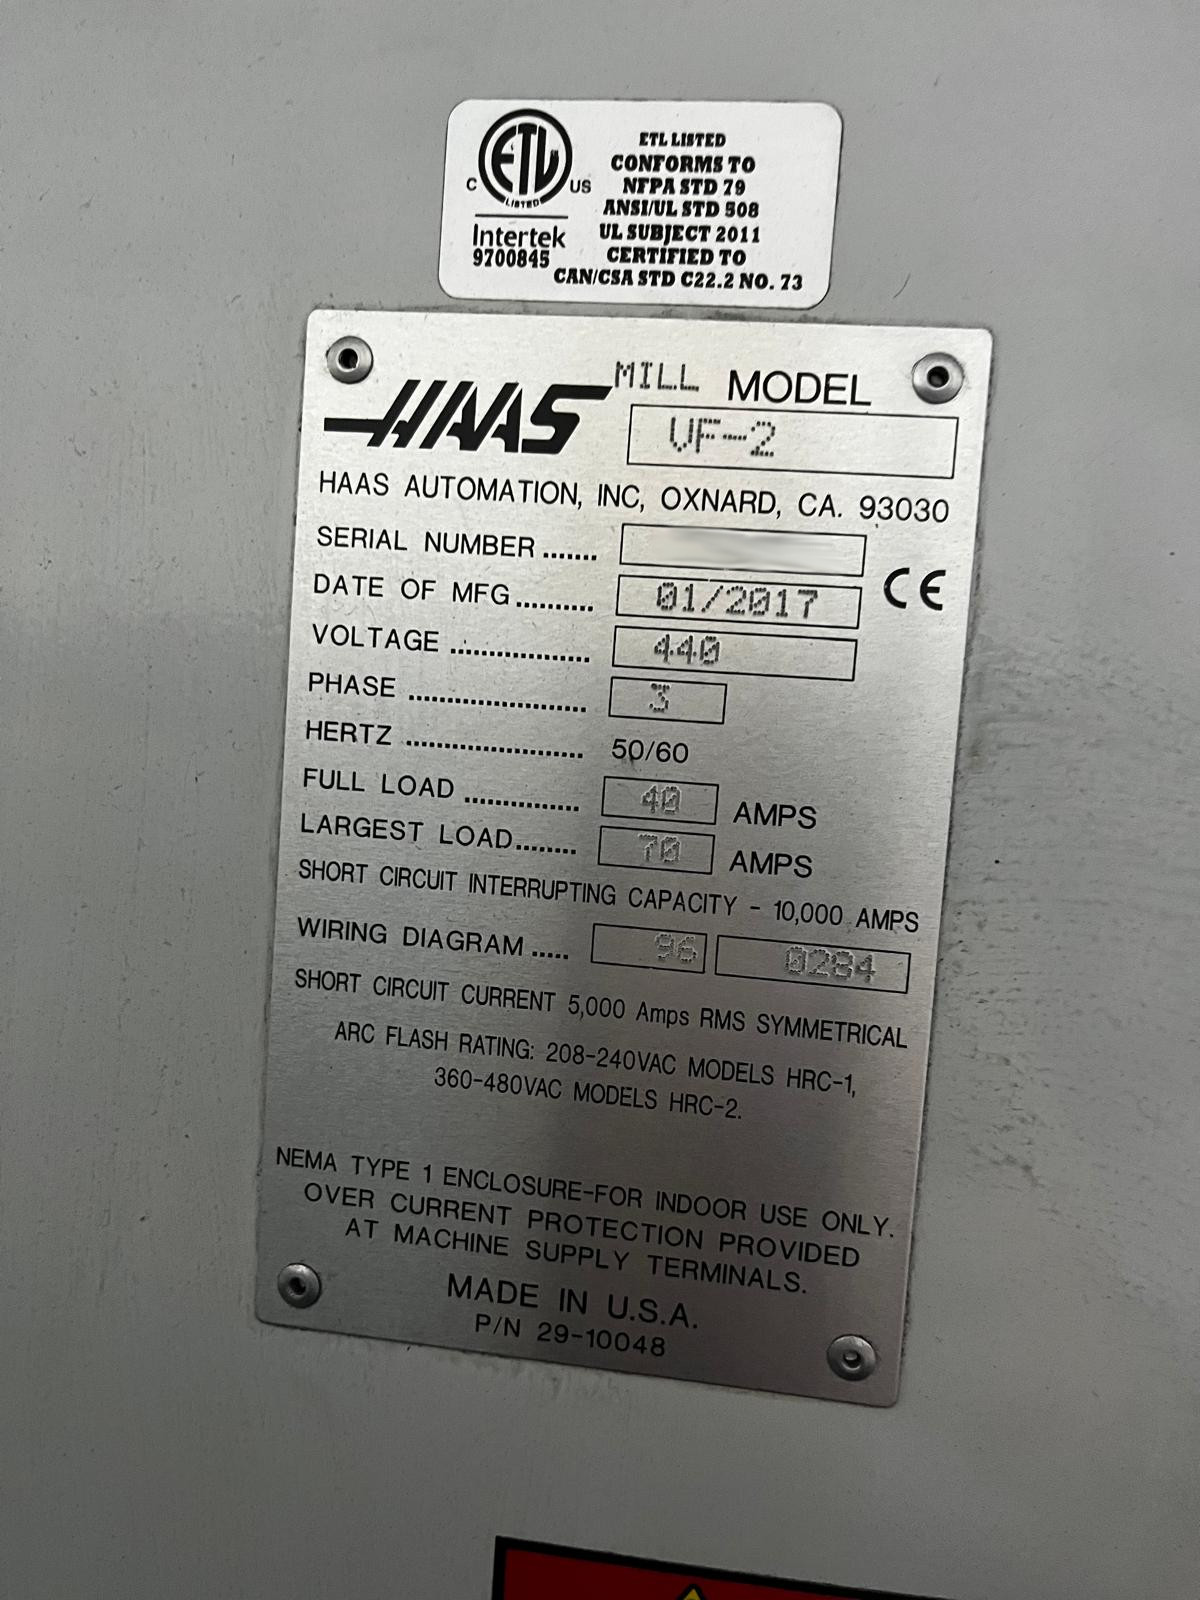 C ETL US
LISTED
Intertek
9700845
ETL LISTED
CONFORMS TO
NFPA STD 79
ANSI/UL STD 508
UL SUBJECT 2011
CERTIFIED TO
CAN/CSA STD C22.2 NO. 73
HAAS MILL MODEL
VF-2
HAAS AUTOMATION, INC, OXNARD, CA. 93030
SERIAL NUMBER .......
DATE OF MFG .......... 01/2017 CE
VOLTAGE ................. 440
PHASE ....................... 3
HERTZ ....................... 50/60
FULL LOAD ............... 40 AMPS
LARGEST LOAD ........ 70 AMPS
SHORT CIRCUIT INTERRUPTING CAPACITY - 10,000 AMPS
WIRING DIAGRAM ..... 96 0284
SHORT CIRCUIT CURRENT 5,000 Amps RMS SYMMETRICAL
ARC FLASH RATING: 208-240VAC MODELS HRC-1,
360-480VAC MODELS HRC-2.
NEMA TYPE 1 ENCLOSURE-FOR INDOOR USE ONLY.
OVER CURRENT PROTECTION PROVIDED
AT MACHINE SUPPLY TERMINALS.
MADE IN U.S.A.
P/N 29-10048